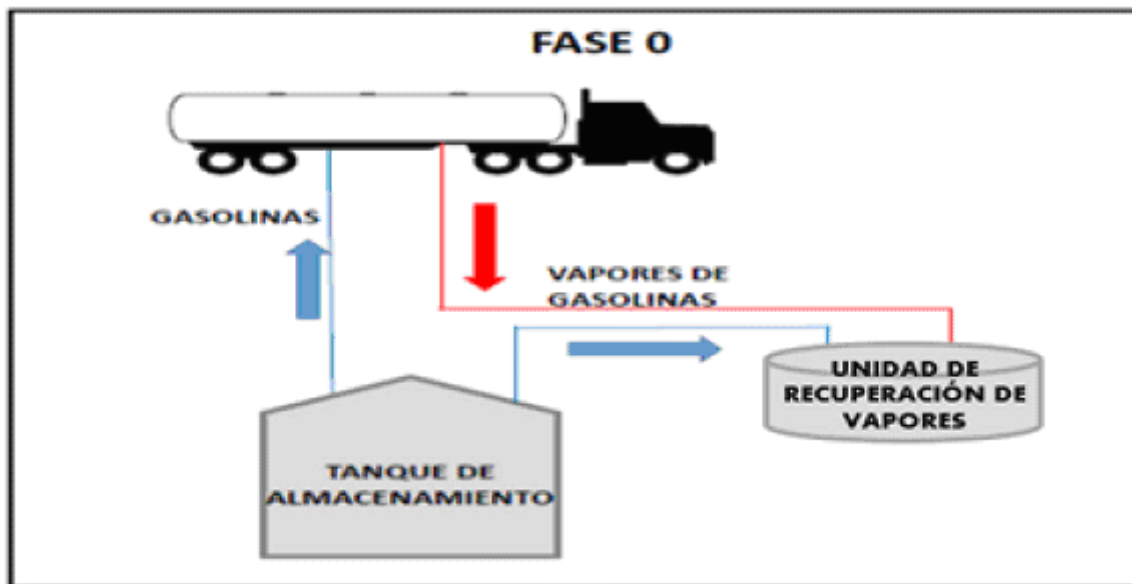 FASE 0
GASOLINAS
VAPORES DE
GASOLINAS
UNIDAD DE
RECUPERACIÓN DE
VAPORES
TANQUE DE
ALMACENAMIENTO